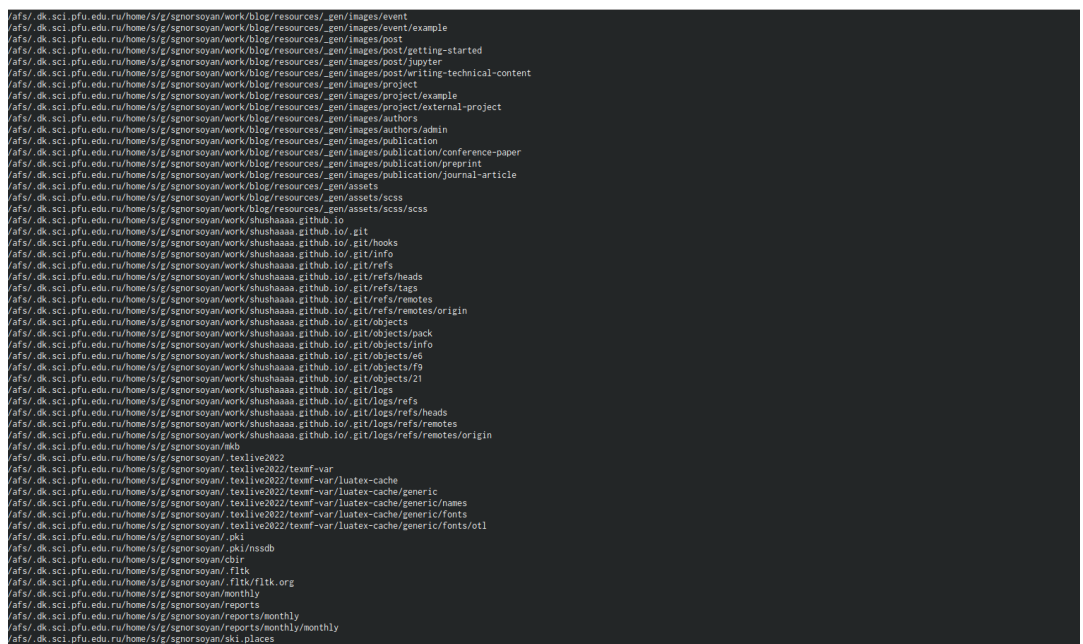 /afs/.dk.sci.pfu.edu.ru/home/s/g/sgnorsoyan/work/blog/resources/_gen/images/event
/afs/.dk.sci.pfu.edu.ru/home/s/g/sgnorsoyan/work/blog/resources/_gen/images/event/example
/afs/.dk.sci.pfu.edu.ru/home/s/g/sgnorsoyan/work/blog/resources/_gen/images/post
/afs/.dk.sci.pfu.edu.ru/home/s/g/sgnorsoyan/work/blog/resources/_gen/images/post/getting-started
/afs/.dk.sci.pfu.edu.ru/home/s/g/sgnorsoyan/work/blog/resources/_gen/images/post/jupyter
/afs/.dk.sci.pfu.edu.ru/home/s/g/sgnorsoyan/work/blog/resources/_gen/images/post/writing-technical-content
/afs/.dk.sci.pfu.edu.ru/home/s/g/sgnorsoyan/work/blog/resources/_gen/images/project
/afs/.dk.sci.pfu.edu.ru/home/s/g/sgnorsoyan/work/blog/resources/_gen/images/project/example
/afs/.dk.sci.pfu.edu.ru/home/s/g/sgnorsoyan/work/blog/resources/_gen/images/project/external-project
/afs/.dk.sci.pfu.edu.ru/home/s/g/sgnorsoyan/work/blog/resources/_gen/images/authors
/afs/.dk.sci.pfu.edu.ru/home/s/g/sgnorsoyan/work/blog/resources/_gen/images/authors/admin
/afs/.dk.sci.pfu.edu.ru/home/s/g/sgnorsoyan/work/blog/resources/_gen/images/publication
/afs/.dk.sci.pfu.edu.ru/home/s/g/sgnorsoyan/work/blog/resources/_gen/images/publication/conference-paper
/afs/.dk.sci.pfu.edu.ru/home/s/g/sgnorsoyan/work/blog/resources/_gen/images/publication/preprint
/afs/.dk.sci.pfu.edu.ru/home/s/g/sgnorsoyan/work/blog/resources/_gen/images/publication/journal-article
/afs/.dk.sci.pfu.edu.ru/home/s/g/sgnorsoyan/work/blog/resources/_gen/assets
/afs/.dk.sci.pfu.edu.ru/home/s/g/sgnorsoyan/work/blog/resources/_gen/assets/scss
/afs/.dk.sci.pfu.edu.ru/home/s/g/sgnorsoyan/work/blog/resources/_gen/assets/scss/scss
/afs/.dk.sci.pfu.edu.ru/home/s/g/sgnorsoyan/work/shushaaaa.github.io
/afs/.dk.sci.pfu.edu.ru/home/s/g/sgnorsoyan/work/shushaaaa.github.io/.git
/afs/.dk.sci.pfu.edu.ru/home/s/g/sgnorsoyan/work/shushaaaa.github.io/.git/hooks
/afs/.dk.sci.pfu.edu.ru/home/s/g/sgnorsoyan/work/shushaaaa.github.io/.git/info
/afs/.dk.sci.pfu.edu.ru/home/s/g/sgnorsoyan/work/shushaaaa.github.io/.git/refs
/afs/.dk.sci.pfu.edu.ru/home/s/g/sgnorsoyan/work/shushaaaa.github.io/.git/refs/heads
/afs/.dk.sci.pfu.edu.ru/home/s/g/sgnorsoyan/work/shushaaaa.github.io/.git/refs/tags
/afs/.dk.sci.pfu.edu.ru/home/s/g/sgnorsoyan/work/shushaaaa.github.io/.git/refs/remotes
/afs/.dk.sci.pfu.edu.ru/home/s/g/sgnorsoyan/work/shushaaaa.github.io/.git/refs/remotes/origin
/afs/.dk.sci.pfu.edu.ru/home/s/g/sgnorsoyan/work/shushaaaa.github.io/.git/objects
/afs/.dk.sci.pfu.edu.ru/home/s/g/sgnorsoyan/work/shushaaaa.github.io/.git/objects/pack
/afs/.dk.sci.pfu.edu.ru/home/s/g/sgnorsoyan/work/shushaaaa.github.io/.git/objects/info
/afs/.dk.sci.pfu.edu.ru/home/s/g/sgnorsoyan/work/shushaaaa.github.io/.git/objects/e6
/afs/.dk.sci.pfu.edu.ru/home/s/g/sgnorsoyan/work/shushaaaa.github.io/.git/objects/f9
/afs/.dk.sci.pfu.edu.ru/home/s/g/sgnorsoyan/work/shushaaaa.github.io/.git/objects/21
/afs/.dk.sci.pfu.edu.ru/home/s/g/sgnorsoyan/work/shushaaaa.github.io/.git/logs
/afs/.dk.sci.pfu.edu.ru/home/s/g/sgnorsoyan/work/shushaaaa.github.io/.git/logs/refs
/afs/.dk.sci.pfu.edu.ru/home/s/g/sgnorsoyan/work/shushaaaa.github.io/.git/logs/refs/heads
/afs/.dk.sci.pfu.edu.ru/home/s/g/sgnorsoyan/work/shushaaaa.github.io/.git/logs/refs/remotes
/afs/.dk.sci.pfu.edu.ru/home/s/g/sgnorsoyan/work/shushaaaa.github.io/.git/logs/refs/remotes/origin
/afs/.dk.sci.pfu.edu.ru/home/s/g/sgnorsoyan/mkb
/afs/.dk.sci.pfu.edu.ru/home/s/g/sgnorsoyan/.texlive2022
/afs/.dk.sci.pfu.edu.ru/home/s/g/sgnorsoyan/.texlive2022/texmf-var
/afs/.dk.sci.pfu.edu.ru/home/s/g/sgnorsoyan/.texlive2022/texmf-var/luatex-cache
/afs/.dk.sci.pfu.edu.ru/home/s/g/sgnorsoyan/.texlive2022/texmf-var/luatex-cache/generic
/afs/.dk.sci.pfu.edu.ru/home/s/g/sgnorsoyan/.texlive2022/texmf-var/luatex-cache/generic/names
/afs/.dk.sci.pfu.edu.ru/home/s/g/sgnorsoyan/.texlive2022/texmf-var/luatex-cache/generic/fonts
/afs/.dk.sci.pfu.edu.ru/home/s/g/sgnorsoyan/.texlive2022/texmf-var/luatex-cache/generic/fonts/otl
/afs/.dk.sci.pfu.edu.ru/home/s/g/sgnorsoyan/.pki
/afs/.dk.sci.pfu.edu.ru/home/s/g/sgnorsoyan/.pki/nssdb
/afs/.dk.sci.pfu.edu.ru/home/s/g/sgnorsoyan/cbir
/afs/.dk.sci.pfu.edu.ru/home/s/g/sgnorsoyan/.fltk
/afs/.dk.sci.pfu.edu.ru/home/s/g/sgnorsoyan/.fltk/fltk.org
/afs/.dk.sci.pfu.edu.ru/home/s/g/sgnorsoyan/monthly
/afs/.dk.sci.pfu.edu.ru/home/s/g/sgnorsoyan/reports
/afs/.dk.sci.pfu.edu.ru/home/s/g/sgnorsoyan/reports/monthly
/afs/.dk.sci.pfu.edu.ru/home/s/g/sgnorsoyan/reports/monthly/monthly
/afs/.dk.sci.pfu.edu.ru/home/s/g/sgnorsoyan/ski.places